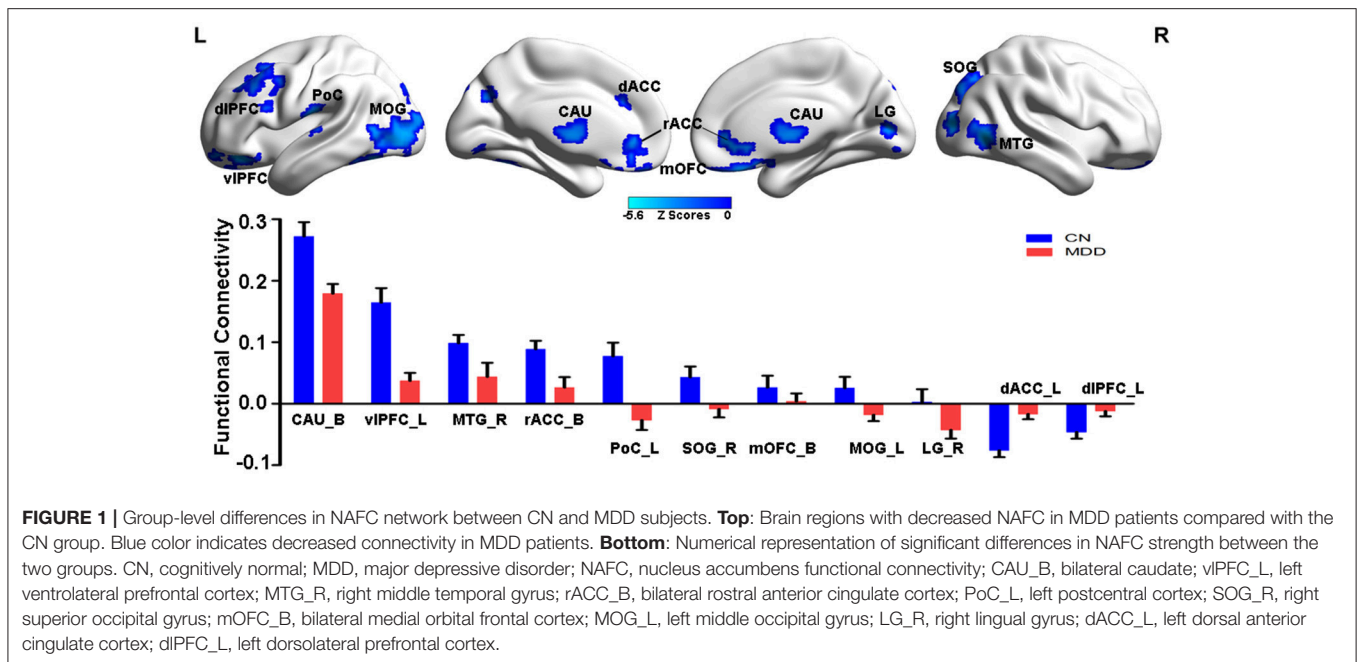 L
R
SOG
dlPFC
PoC
MOG
dACC
CAU
rACC
CAU
LG
MTG
vlPFC
mOFC
-5.6 Z Scores 0
Functional Connectivity
0.3
0.2
0.1
0.0
-0.1
CN
MDD
CAU_B
vlPFC_L
MTG_R
rACC_B
PoC_L
SOG_R
mOFC_B
MOG_L
LG_R
dACC_L
dlPFC_L
FIGURE 1 | Group-level differences in NAFC network between CN and MDD subjects. Top: Brain regions with decreased NAFC in MDD patients compared with the
CN group. Blue color indicates decreased connectivity in MDD patients. Bottom: Numerical representation of significant differences in NAFC strength between the
two groups. CN, cognitively normal; MDD, major depressive disorder; NAFC, nucleus accumbens functional connectivity; CAU_B, bilateral caudate; vlPFC_L, left
ventrolateral prefrontal cortex; MTG_R, right middle temporal gyrus; rACC_B, bilateral rostral anterior cingulate cortex; PoC_L, left postcentral cortex; SOG_R, right
superior occipital gyrus; mOFC_B, bilateral medial orbital frontal cortex; MOG_L, left middle occipital gyrus; LG_R, right lingual gyrus; dACC_L, left dorsal anterior
cingulate cortex; dlPFC_L, left dorsolateral prefrontal cortex.